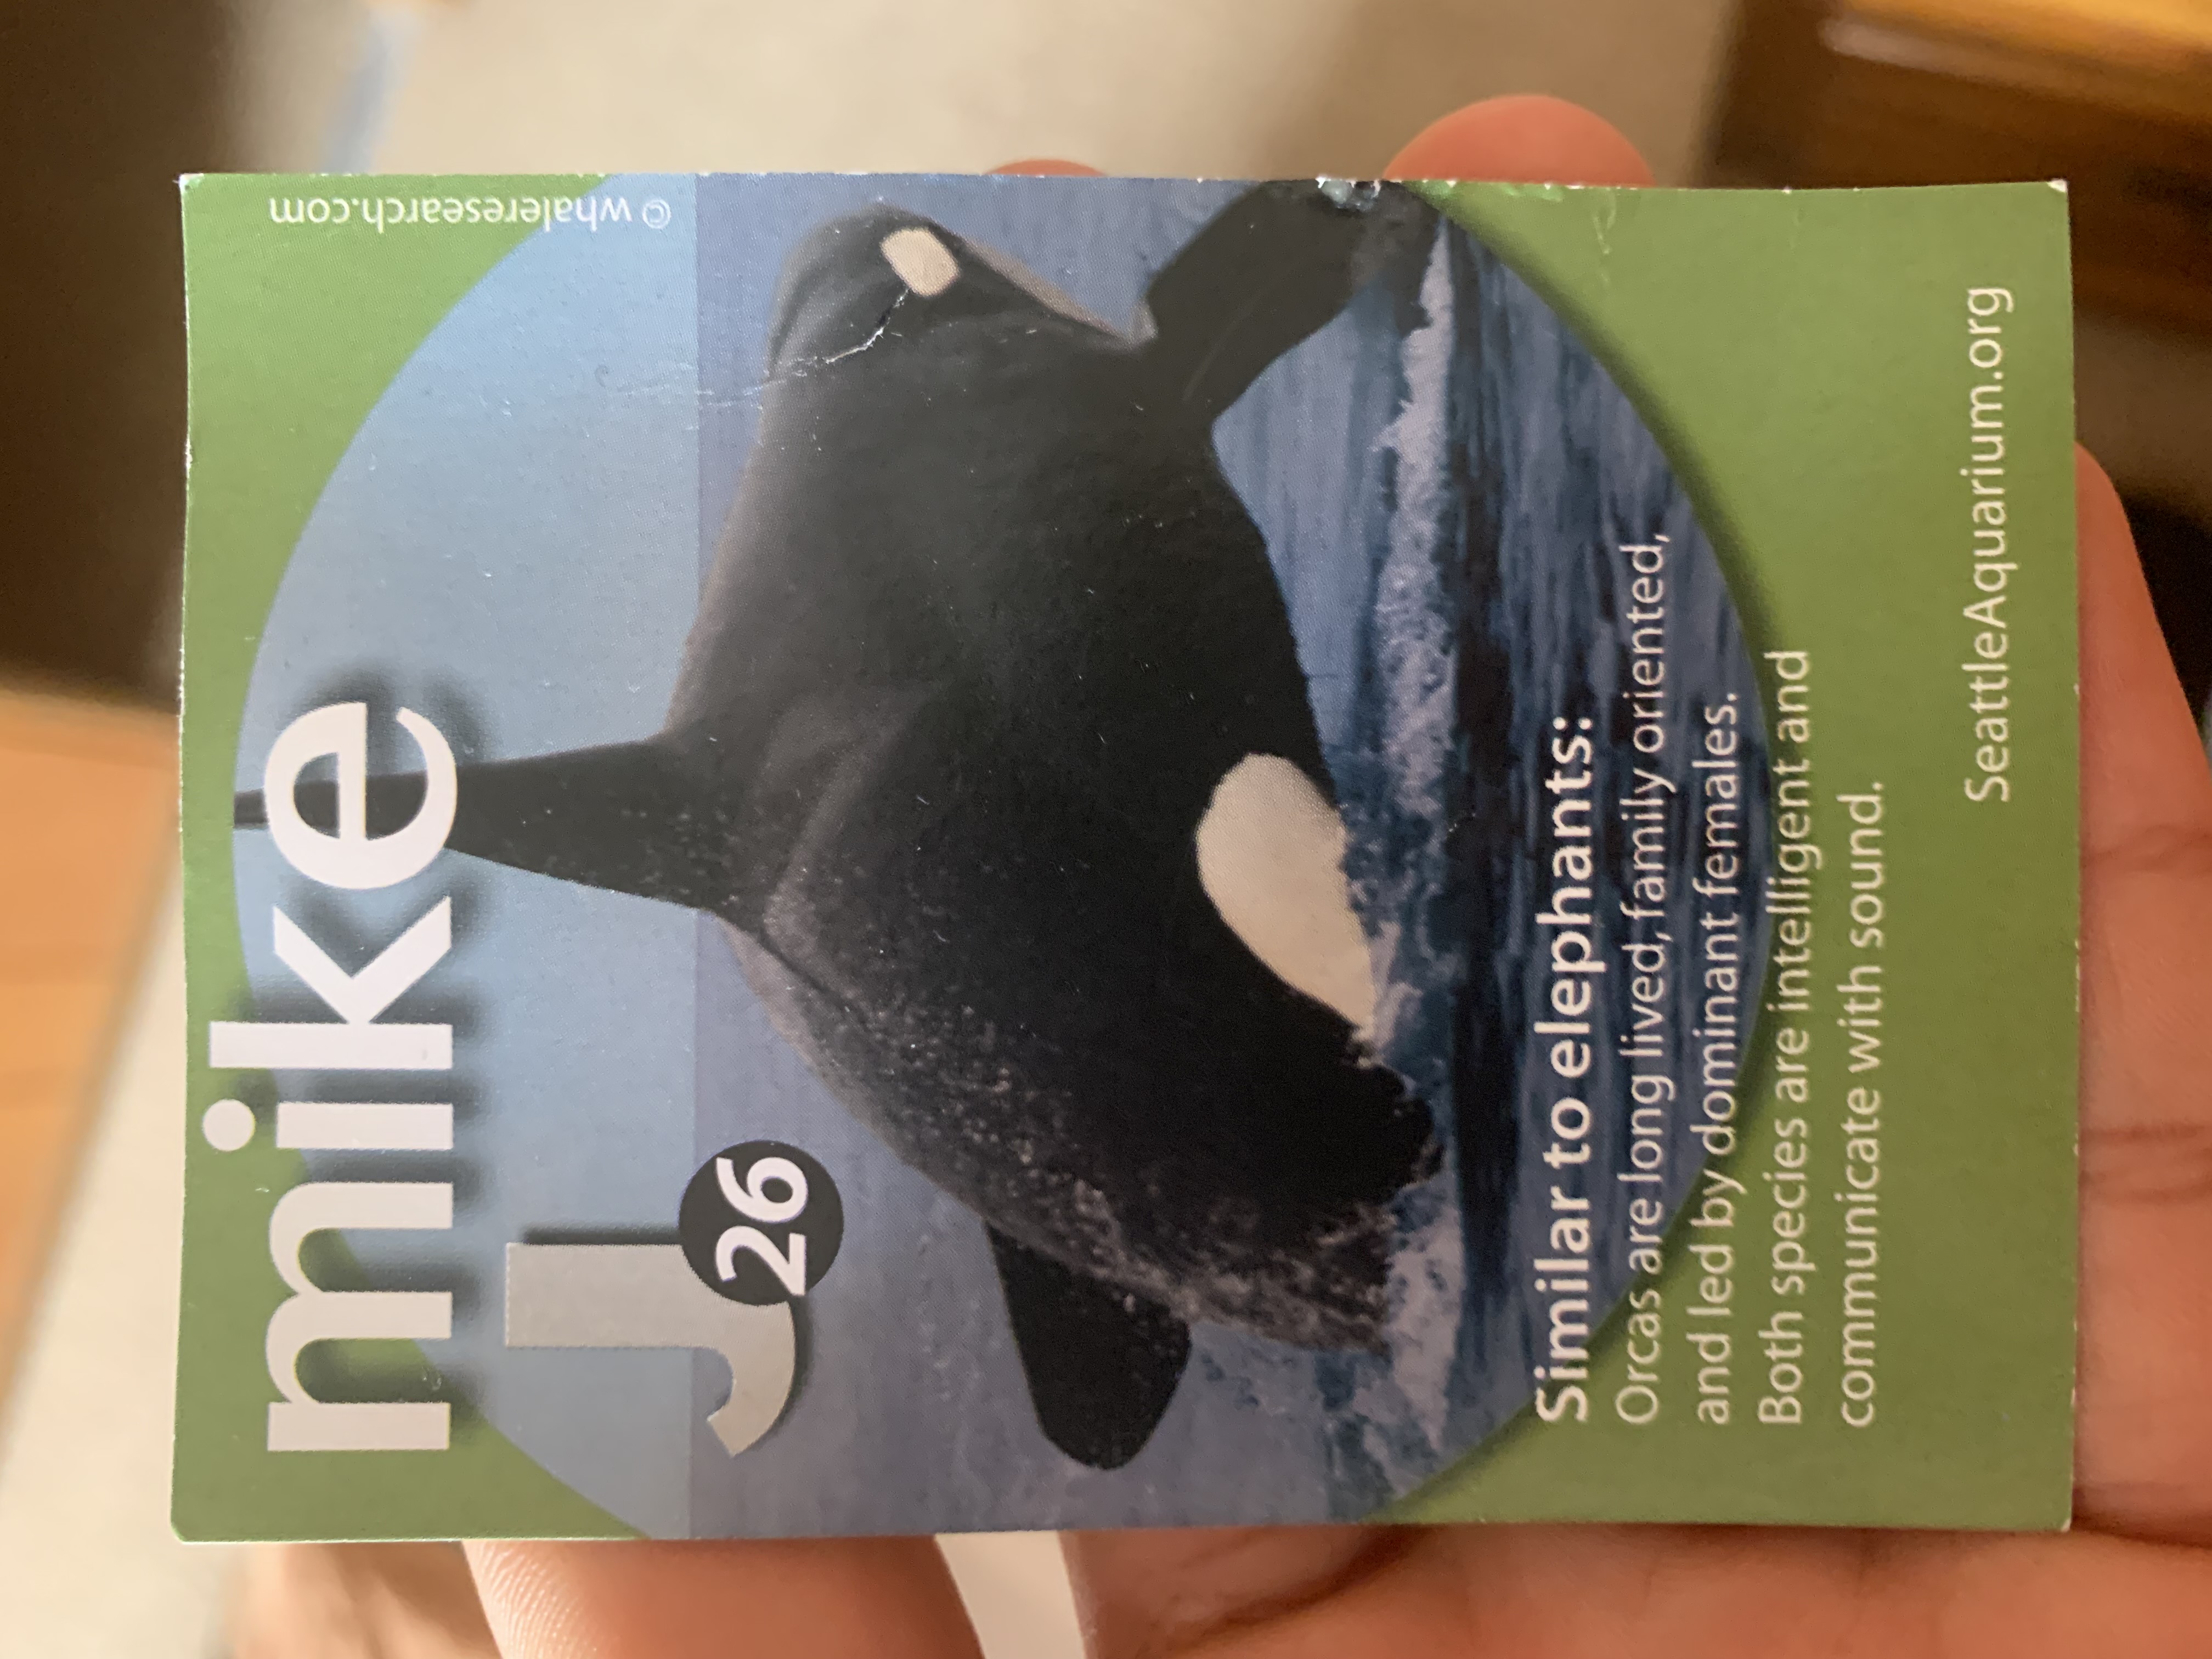 mike
J
26
© whaleresearch.com
Similar to elephants:
Orcas are long lived, family oriented,
and led by dominant females.
Both species are intelligent and
communicate with sound.
SeattleAquarium.org